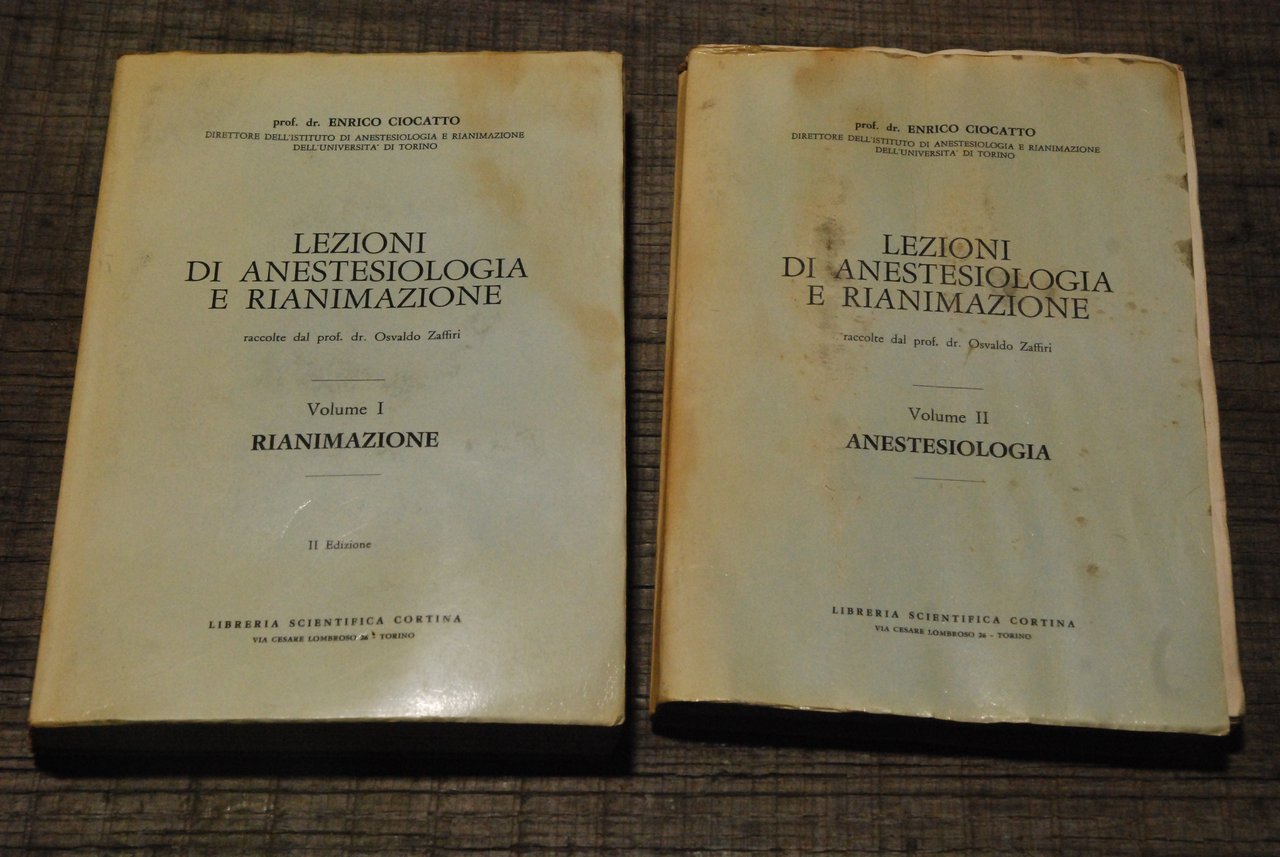 prof. dr. ENRICO CIOCATTO
DIRETTORE DELL'ISTITUTO DI ANESTESIOLOGIA E RIANIMAZIONE
DELL'UNIVERSITA' DI TORINO
LEZIONI
DI ANESTESIOLOGIA
E RIANIMAZIONE
raccolte dal prof. dr. Osvaldo Zaffiri
Volume I
RIANIMAZIONE
II Edizione
LIBRERIA SCIENTIFICA CORTINA
VIA CESARE LOMBROSO 26 - TORINO
prof. dr. ENRICO CIOCATTO
DIRETTORE DELL'ISTITUTO DI ANESTESIOLOGIA E RIANIMAZIONE
DELL'UNIVERSITA' DI TORINO
LEZIONI
DI ANESTESIOLOGIA
E RIANIMAZIONE
raccolte dal prof. dr. Osvaldo Zaffiri
Volume II
ANESTESIOLOGIA
LIBRERIA SCIENTIFICA CORTINA
VIA CESARE LOMBROSO 26 - TORINO